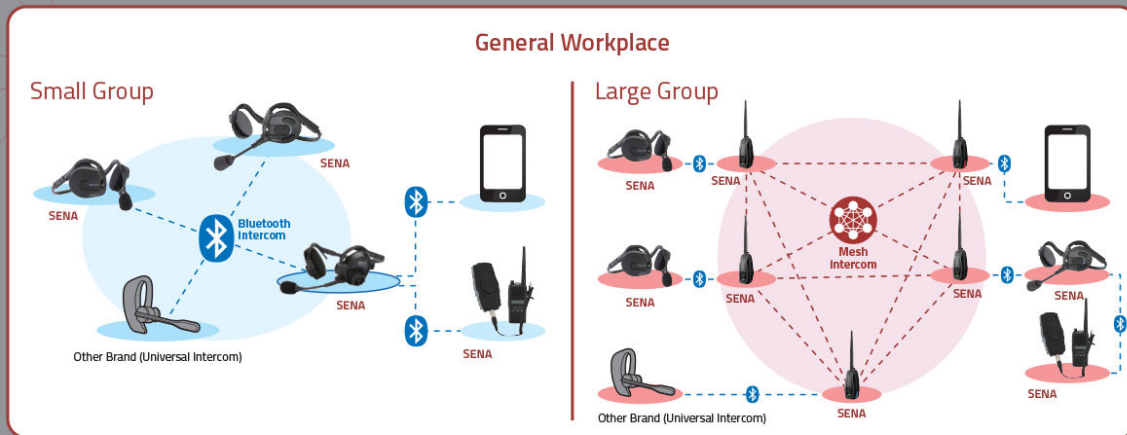 General Workplace
Small Group
SENA
SENA
Bluetooth
Intercom
SENA
Other Brand (Universal Intercom)
SENA
Large Group
SENA
SENA
SENA
Mesh
Intercom
SENA
SENA
SENA
SENA
SENA
Other Brand (Universal Intercom)
SENA